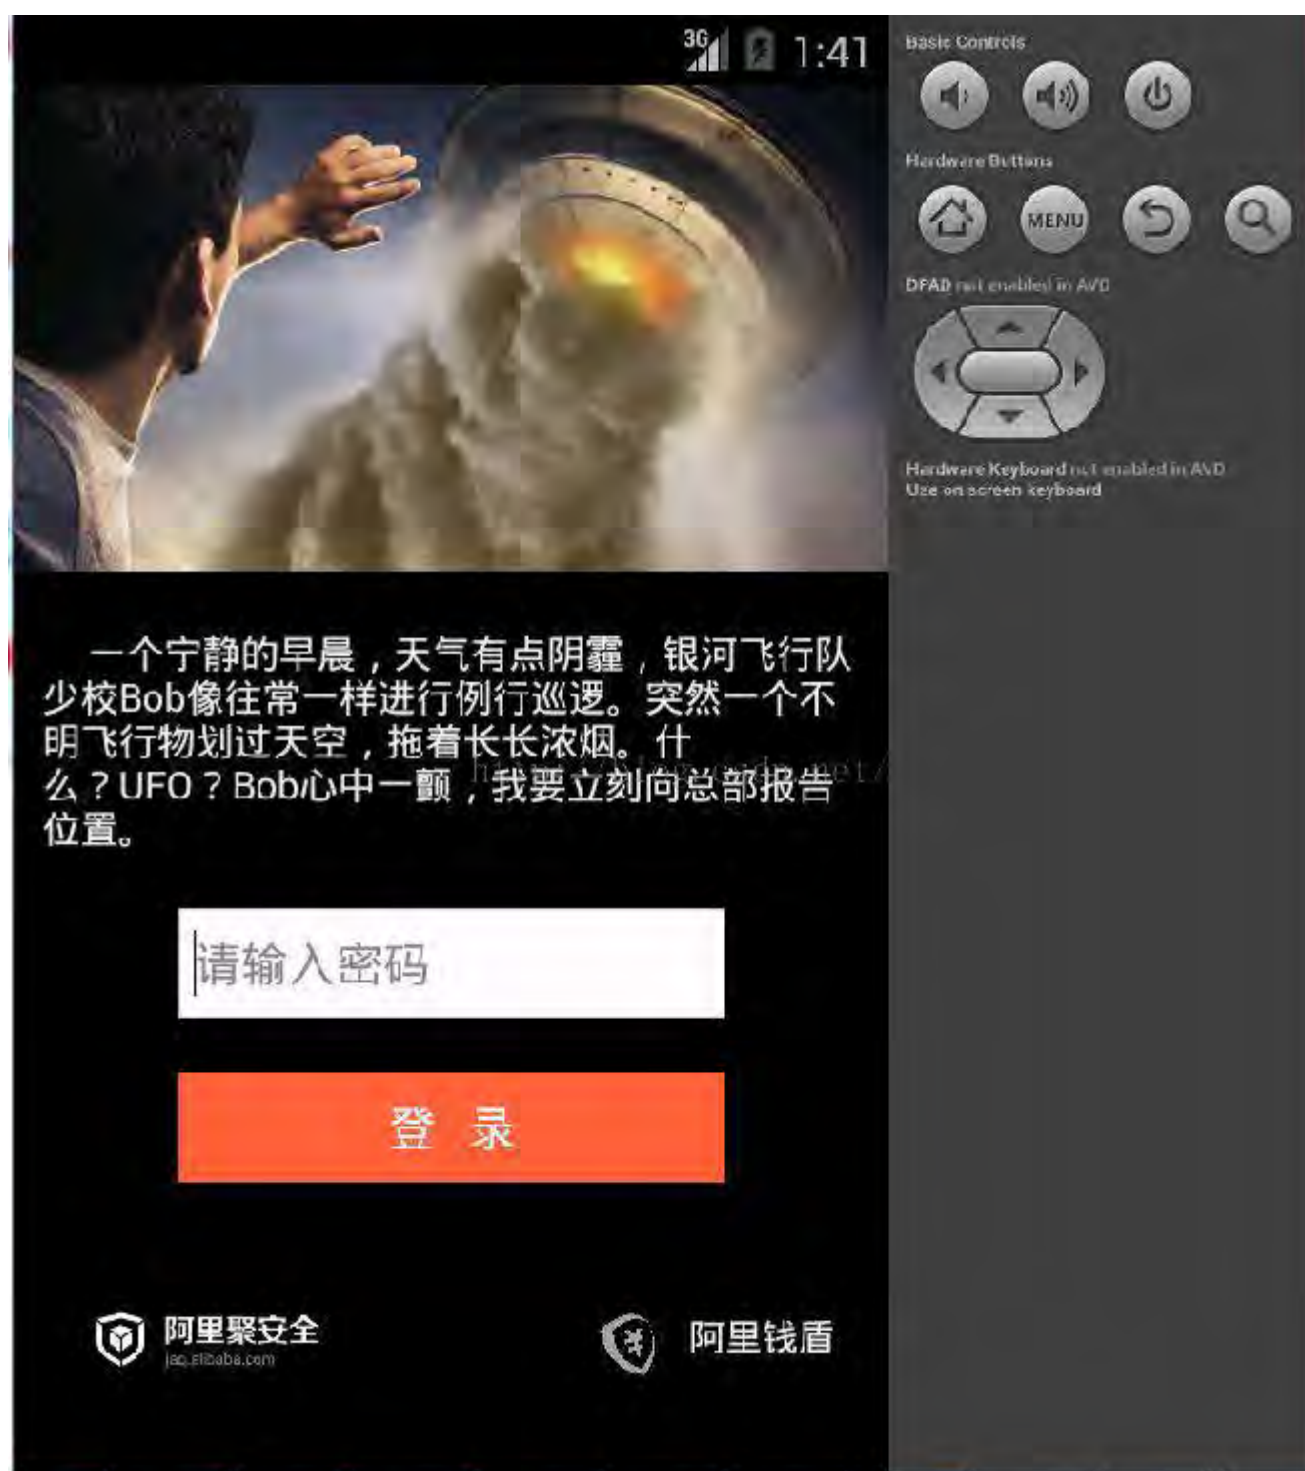 3G 1:41
Basic Controls
Hardware Buttons
MENU
DPAD not enabled in AVD
Hardware Keyboard not enabled in AVD
Use on screen keyboard
一个宁静的早晨，天气有点阴霾，银河飞行队
少校Bob像往常一样进行例行巡逻。突然一个不
明飞行物划过天空，拖着长长浓烟。什
么？UFO？Bob心中一颤，我要立刻向总部报告
位置。
http://blog.csdn.net/
请输入密码
登 录
阿里聚安全
jaq.alibaba.com
阿里钱盾